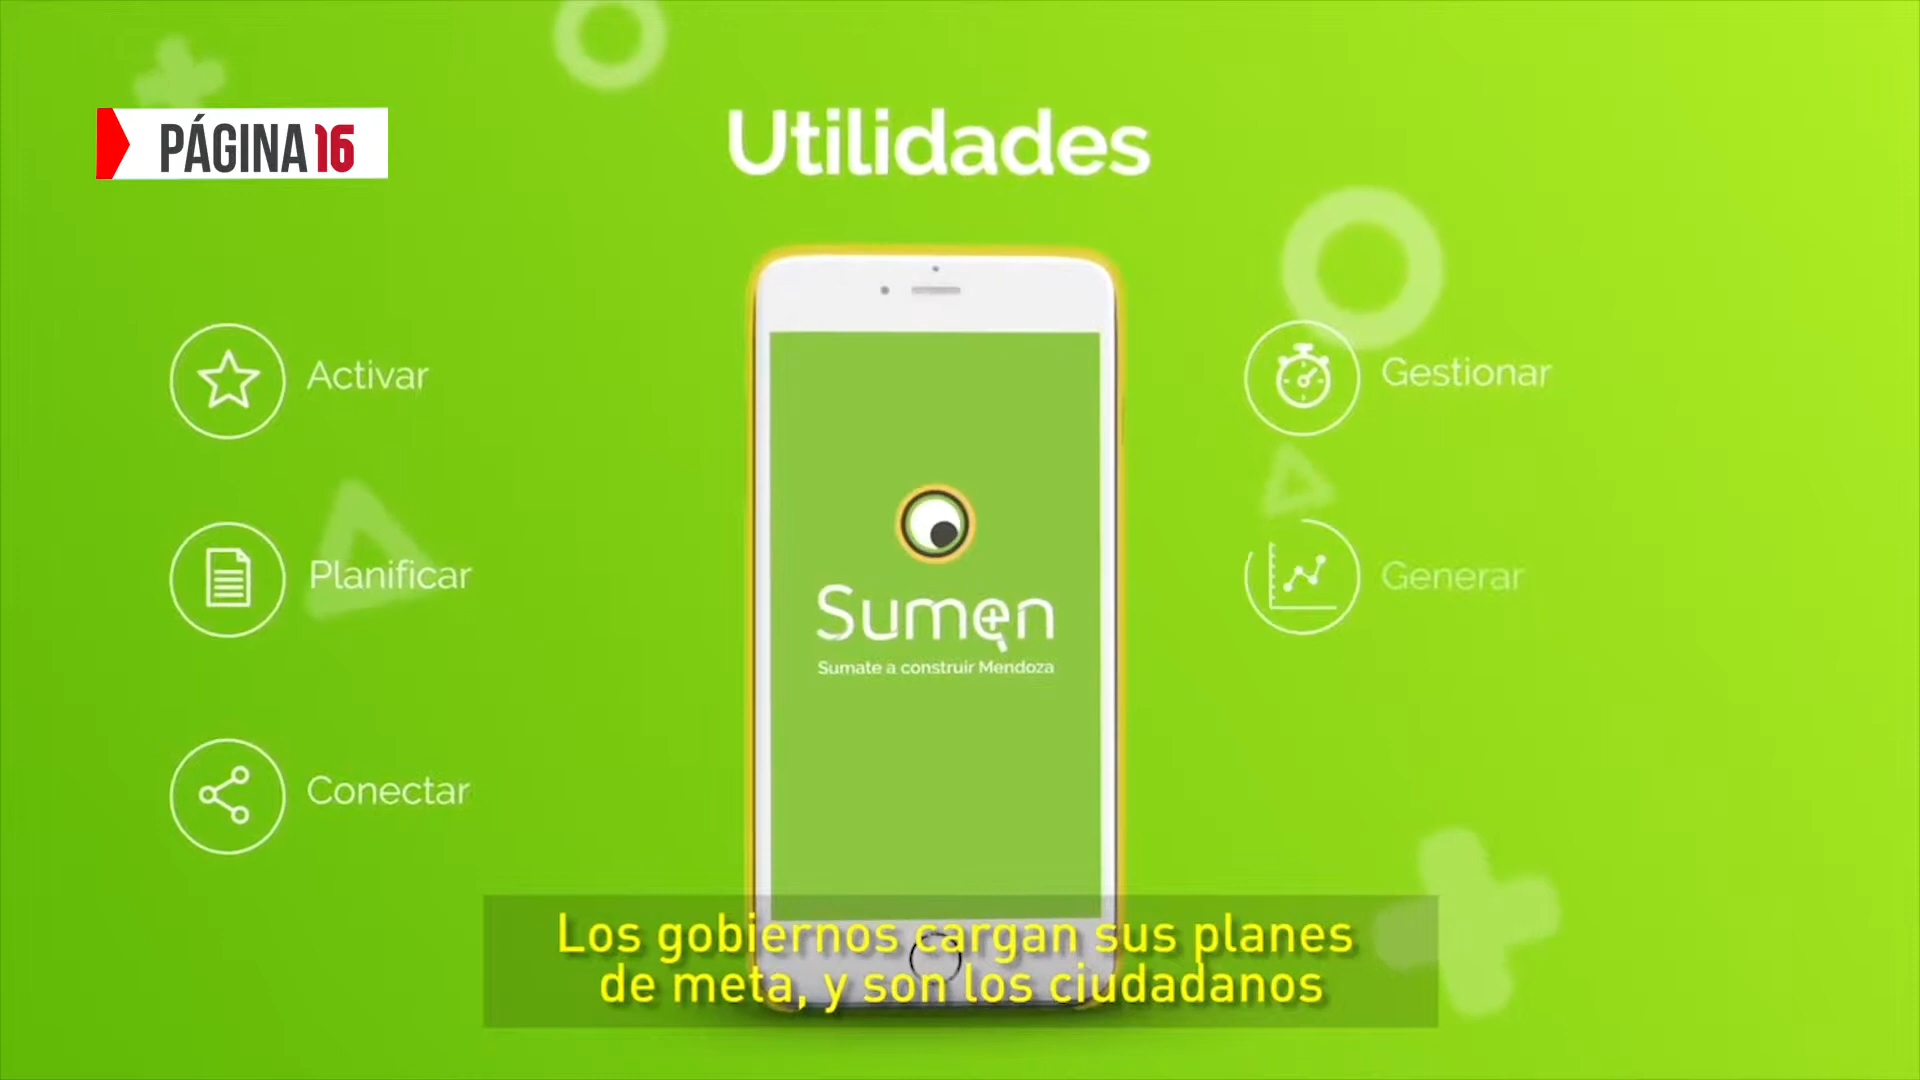 PÁGINA16
Utilidades
Activar
Planificar
Conectar
Gestionar
Generar
Sumen
Sumate a construir Mendoza
Los gobiernos cargan sus planes
de meta, y son los ciudadanos